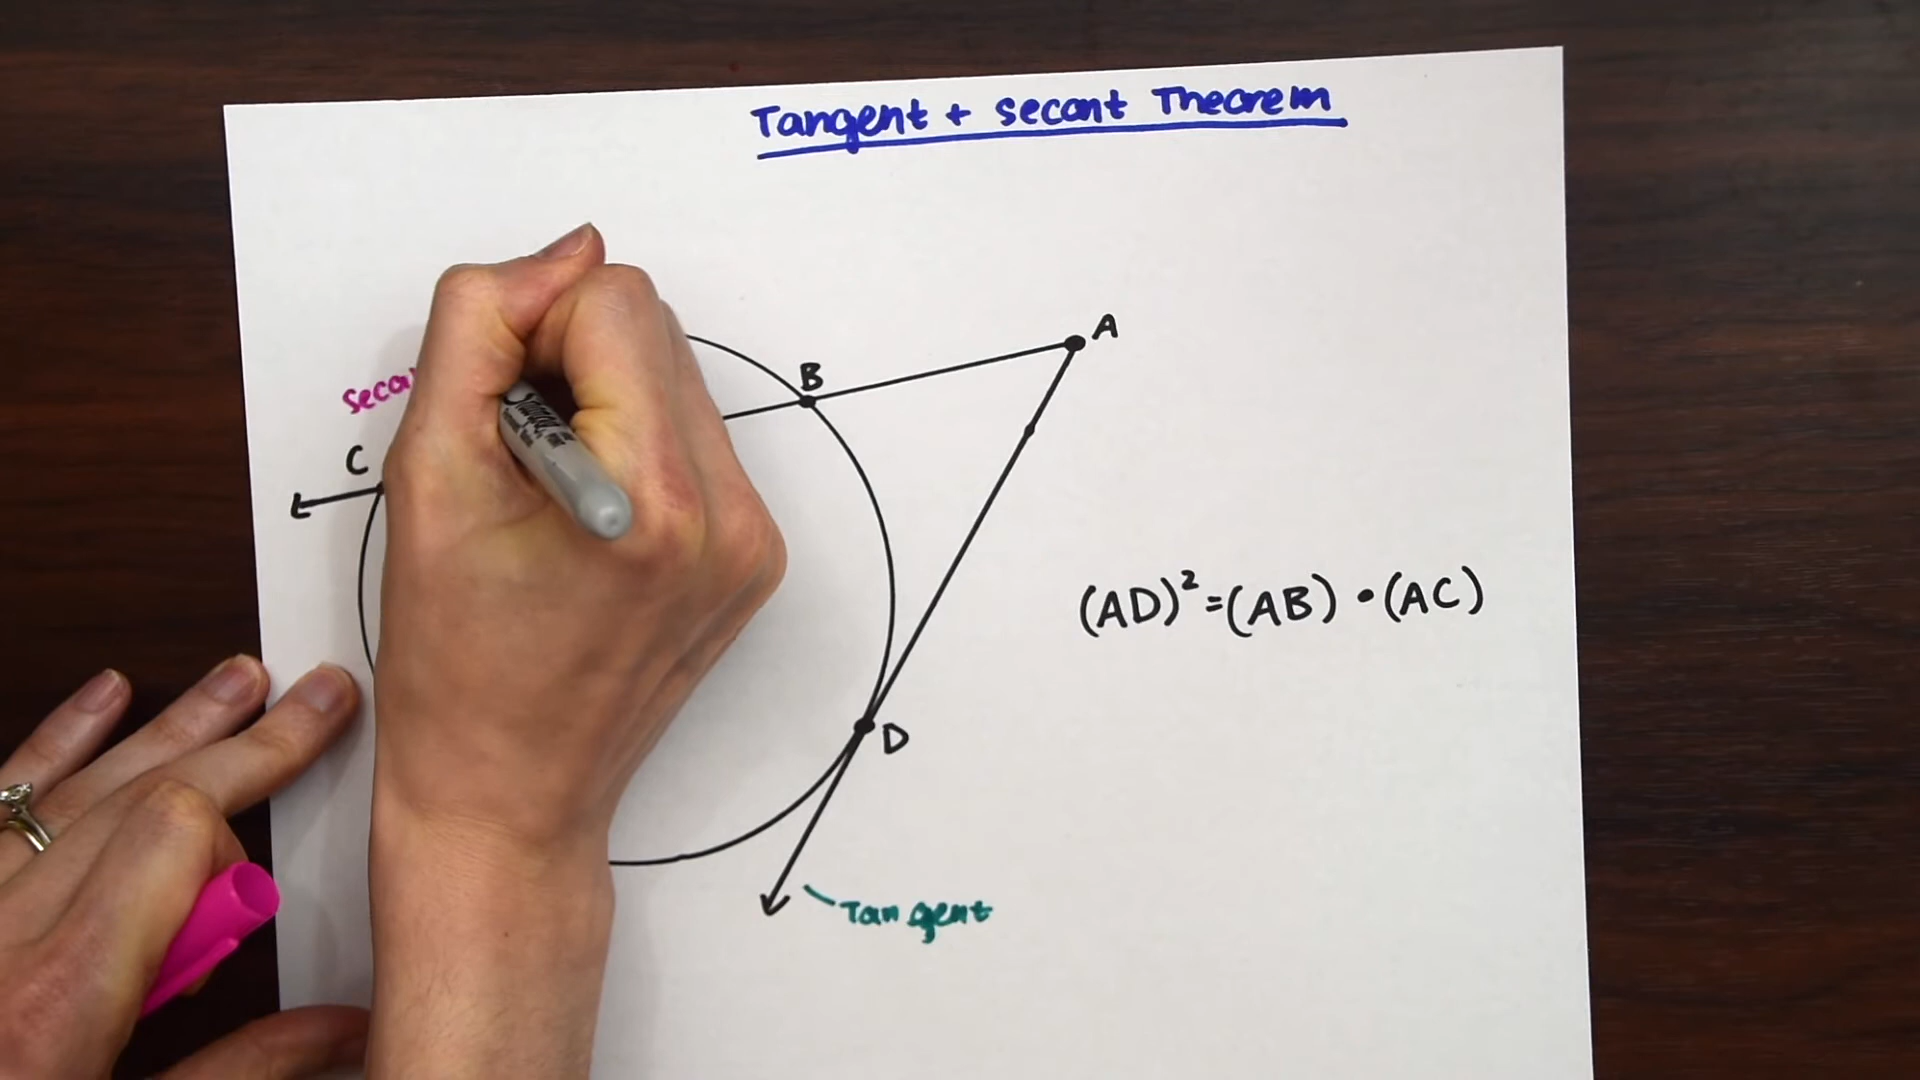 Tangent + secant Theorem
A
B
C
(AD)²=(AB)•(AC)
D
Tangent